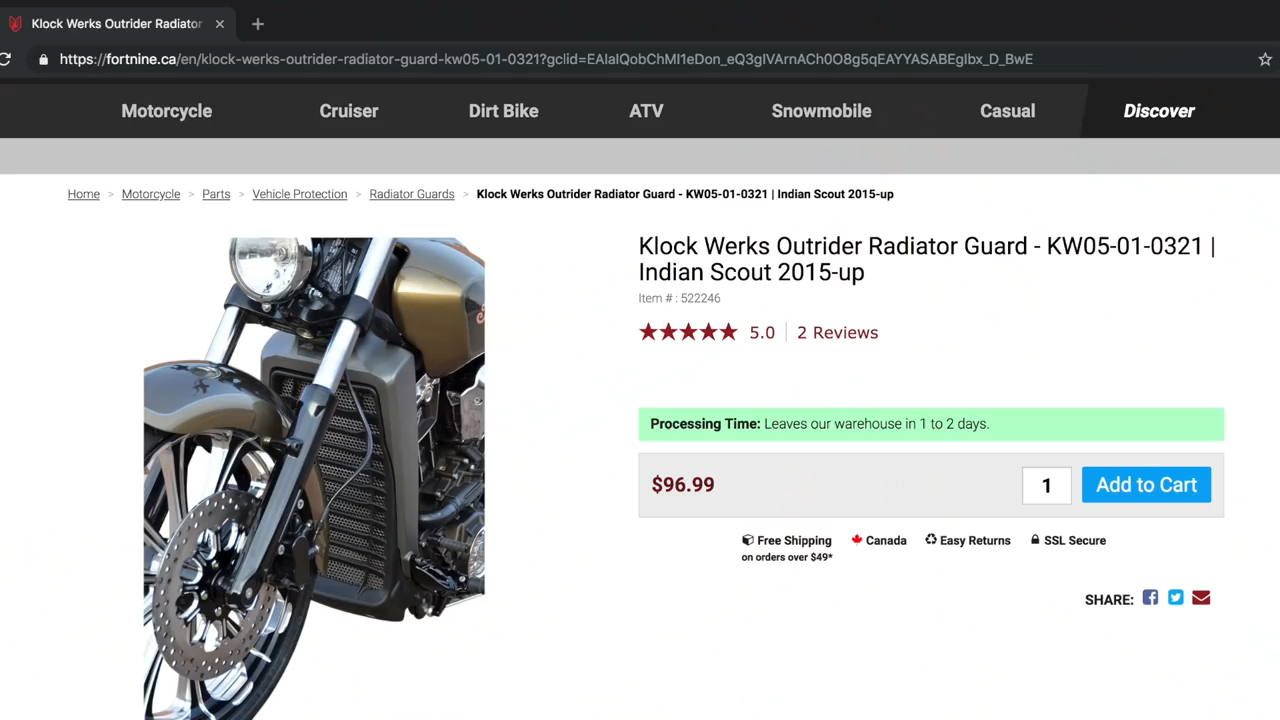 Klock Werks Outrider Radiator
https://fortnine.ca/en/klock-werks-outrider-radiator-guard-kw05-01-0321?gclid=EAIaIQobChMI1eDon_eQ3gIVArnACh0O8g5qEAYYASABEgIbx_D_BwE
Motorcycle Cruiser Dirt Bike ATV Snowmobile Casual Discover
Home > Motorcycle > Parts > Vehicle Protection > Radiator Guards > Klock Werks Outrider Radiator Guard - KW05-01-0321 | Indian Scout 2015-up
Klock Werks Outrider Radiator Guard - KW05-01-0321 |
Indian Scout 2015-up
Item # : 522246
5.0 2 Reviews
Processing Time: Leaves our warehouse in 1 to 2 days.
$96.99 1 Add to Cart
Free Shipping Canada Easy Returns SSL Secure
on orders over $49*
SHARE: